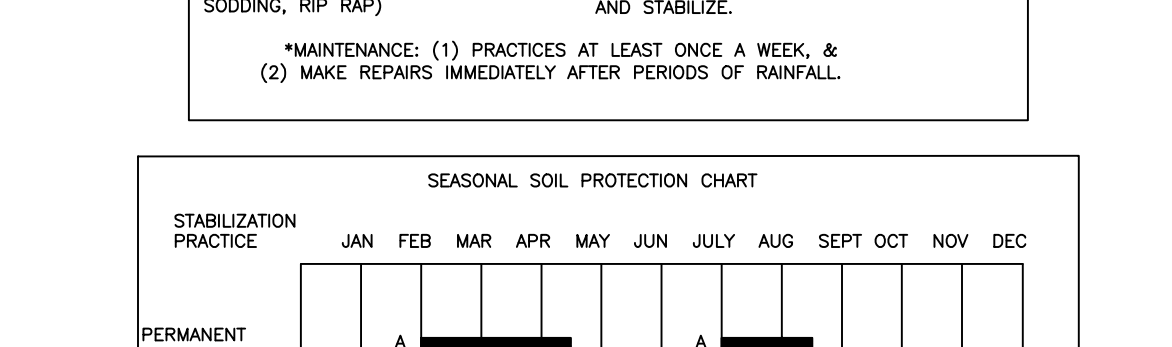 SODDING, RIP RAP) AND STABILIZE.
*MAINTENANCE: (1) PRACTICES AT LEAST ONCE A WEEK, &
(2) MAKE REPAIRS IMMEDIATELY AFTER PERIODS OF RAINFALL.
SEASONAL SOIL PROTECTION CHART
STABILIZATION
PRACTICE JAN FEB MAR APR MAY JUN JULY AUG SEPT OCT NOV DEC
PERMANENT A A